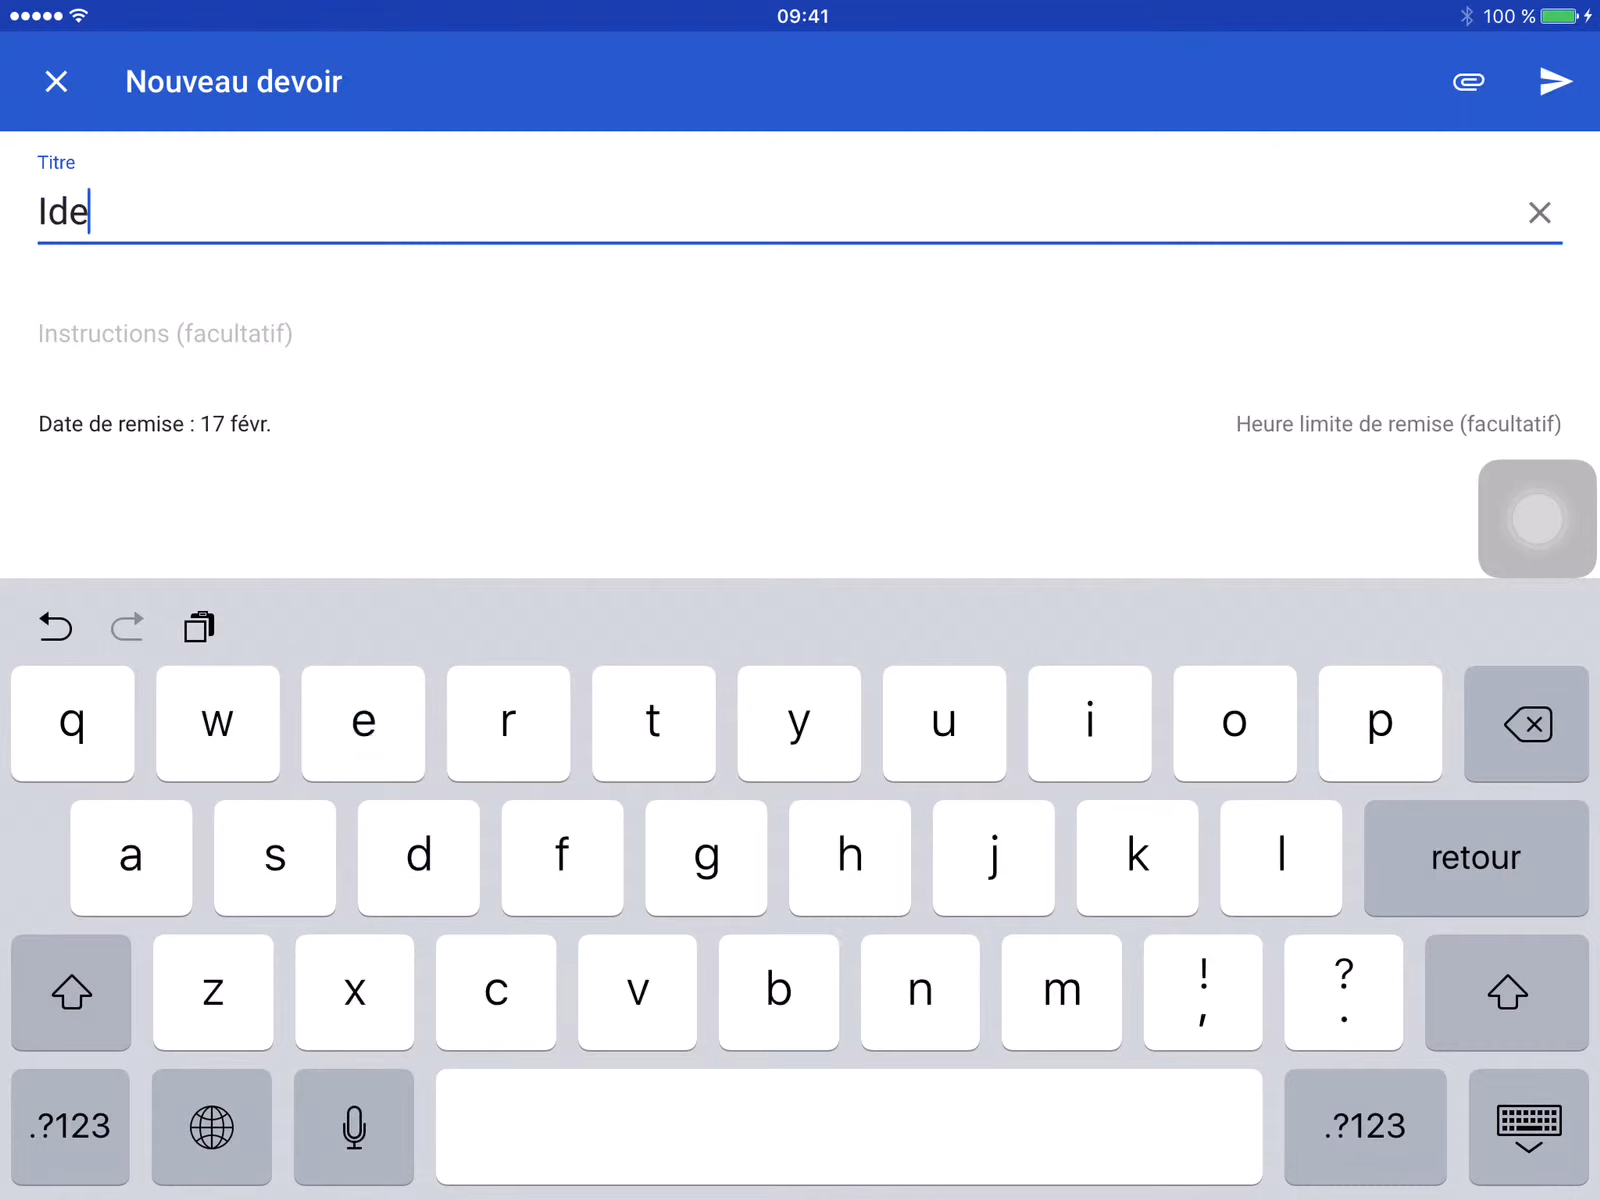 09:41
100 %
Nouveau devoir
Titre
Ide
Instructions (facultatif)
Date de remise : 17 févr.
Heure limite de remise (facultatif)
q w e r t y u i o p
a s d f g h j k l retour
z x c v b n m ! , ? .
.?123 .?123